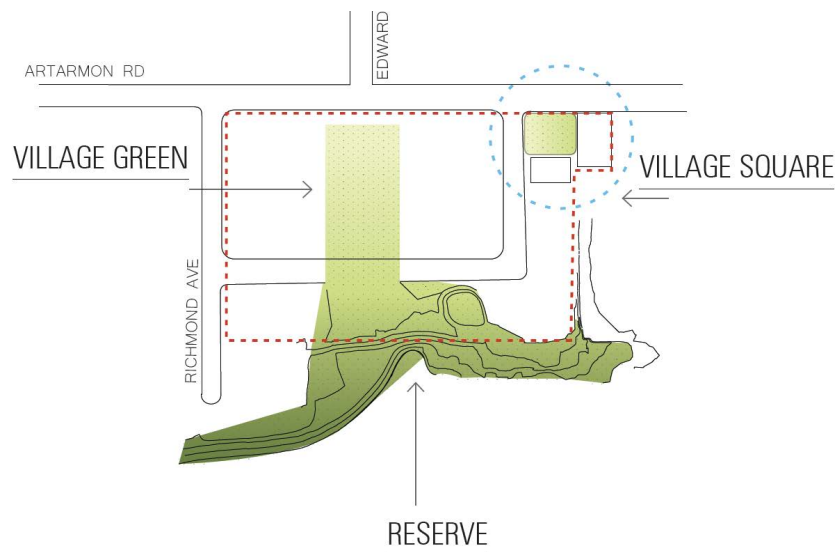 EDWARD
ARTARMON RD
VILLAGE GREEN
VILLAGE SQUARE
RICHMOND AVE
RESERVE